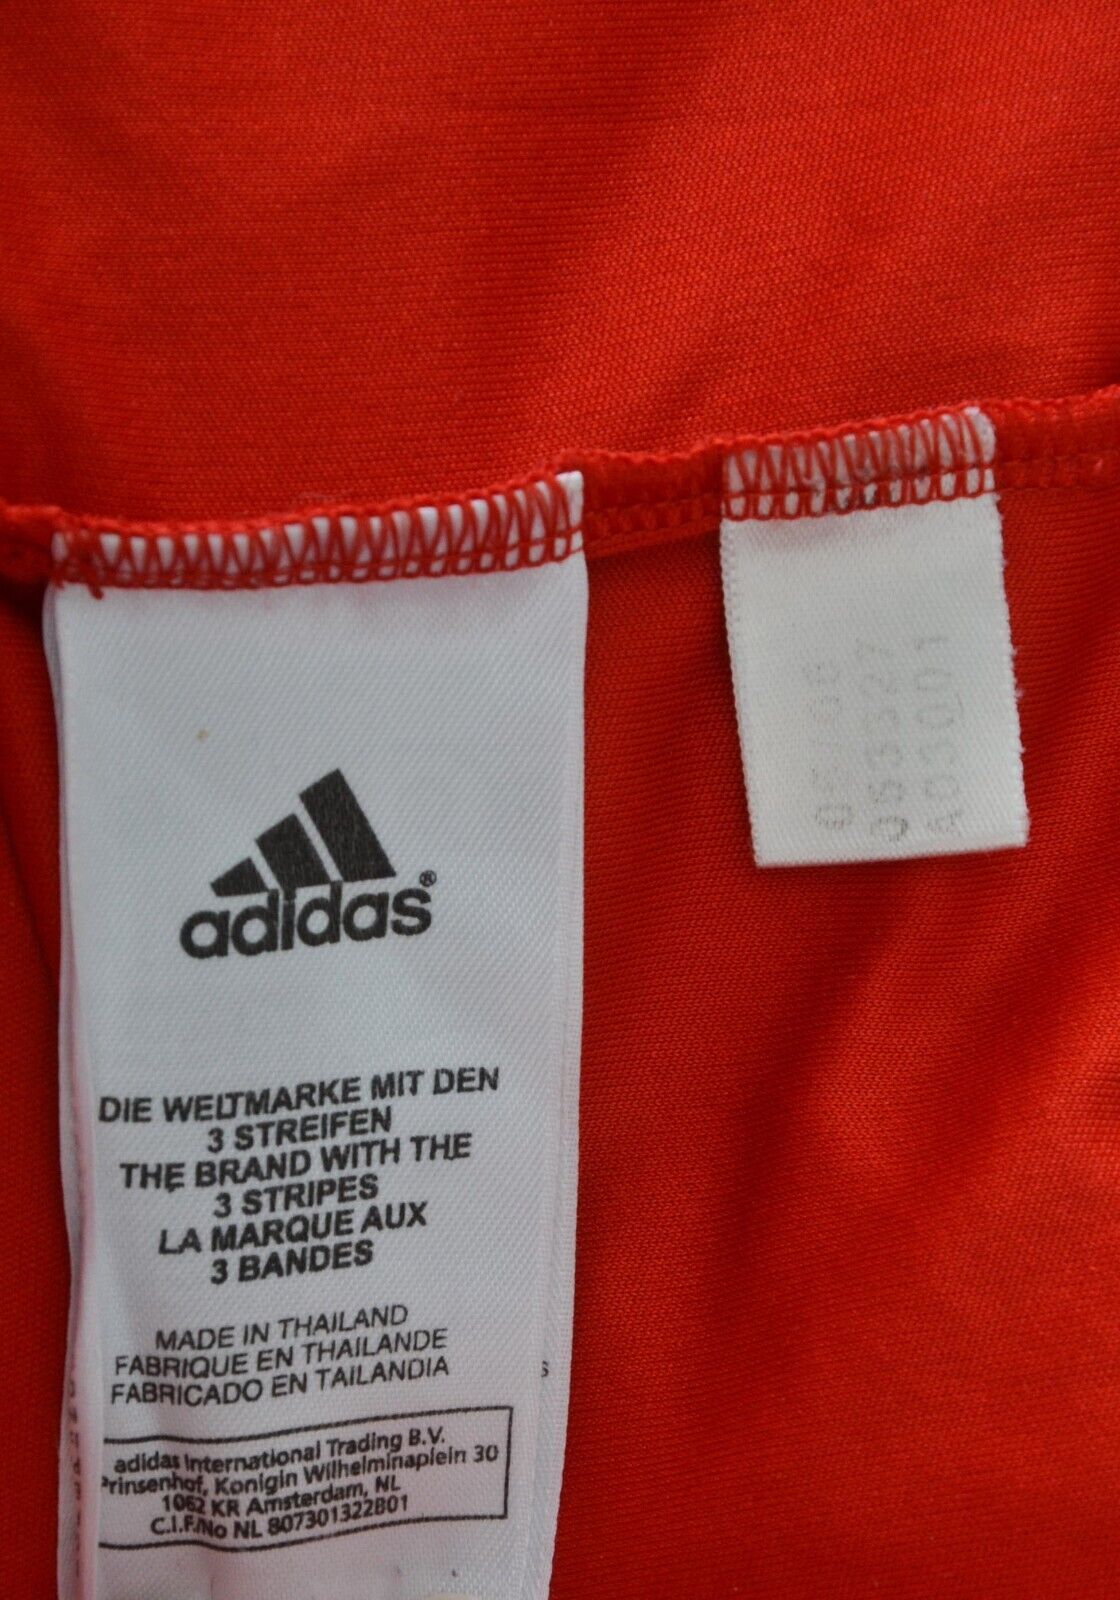 adidas®
DIE WELTMARKE MIT DEN
3 STREIFEN
THE BRAND WITH THE
3 STRIPES
LA MARQUE AUX
3 BANDES
MADE IN THAILAND
FABRIQUE EN THAILANDE
FABRICADO EN TAILANDIA
adidas International Trading B.V.
Prinsenhof, Konigin Wilhelminaplein 30
1062 KR Amsterdam, NL
C.I.F./No NL 807301322B01
053327
A03001